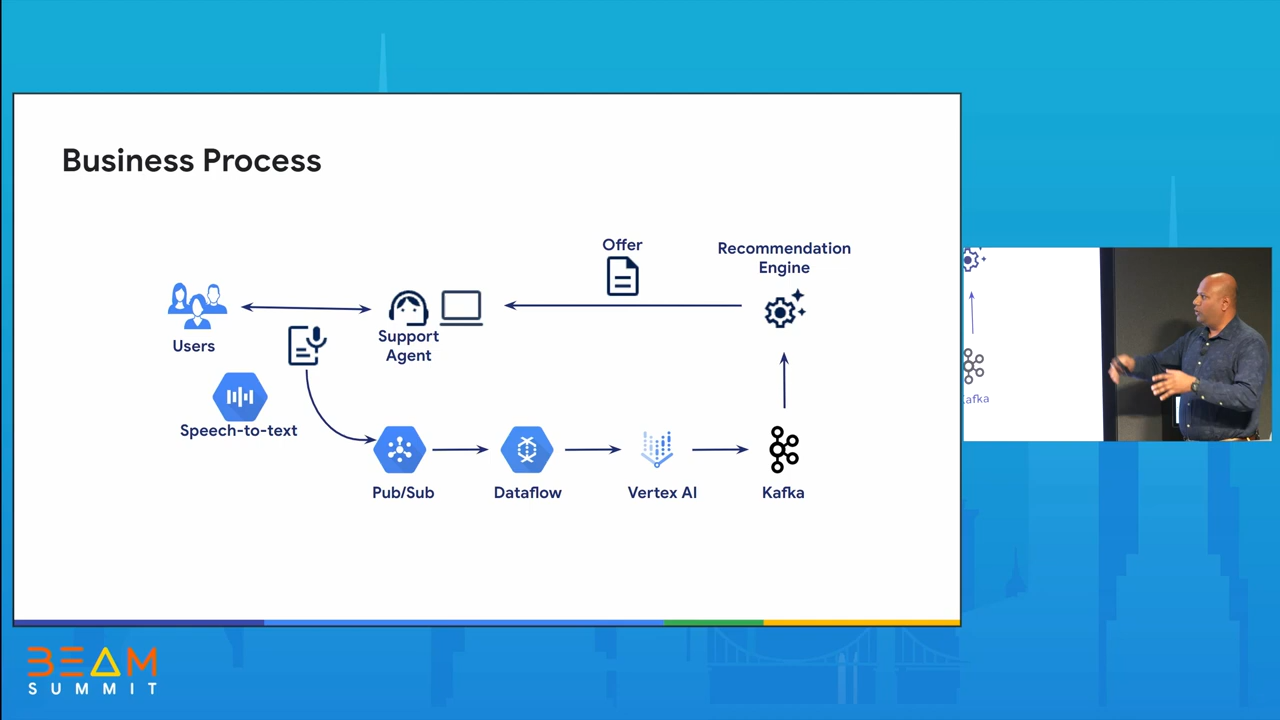 Business Process
Offer
Recommendation
Engine
Users
Support
Agent
Speech-to-text
Pub/Sub
Dataflow
Vertex AI
Kafka
afka
BEAM
SUMMIT